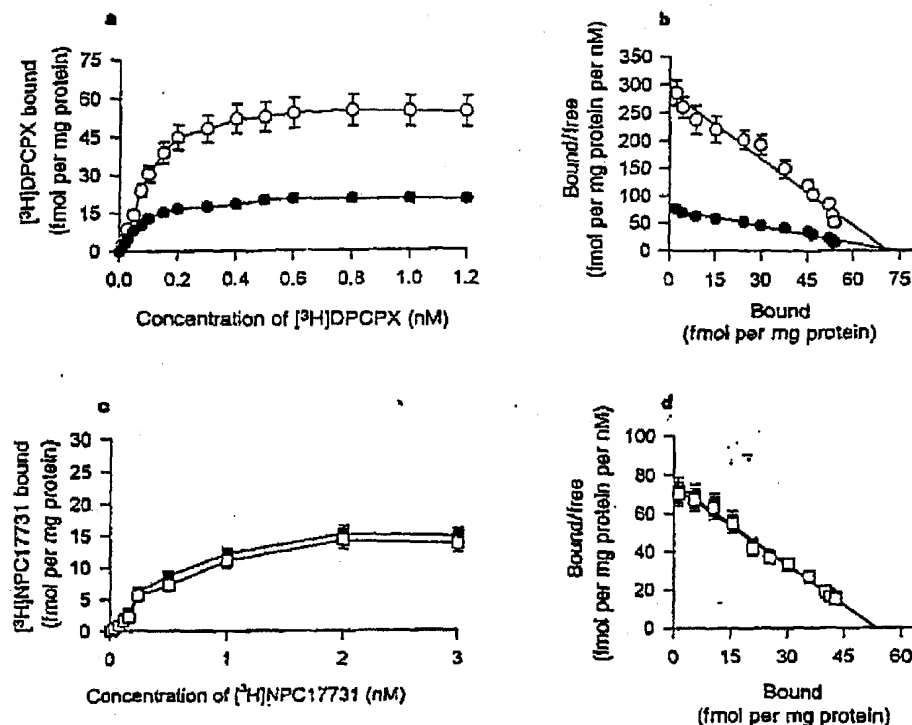 a
[³H]DPCPX bound
(fmol per mg protein)
75
60
45
30
15
0
0.0 0.2 0.4 0.6 0.8 1.0 1.2
Concentration of [³H]DPCPX (nM)
b
Bound/free
(fmol per mg protein per nM)
350
300
250
200
150
100
50
0
0 15 30 45 60 75
Bound
(fmol per mg protein)
c
[³H]NPC17731 bound
(fmol per mg protein)
30
25
20
15
10
5
0
0 1 2 3
Concentration of [³H]NPC17731 (nM)
d
Bound/free
(fmol per mg protein per nM)
100
80
60
40
20
0
0 15 30 45 60
Bound
(fmol per mg protein)